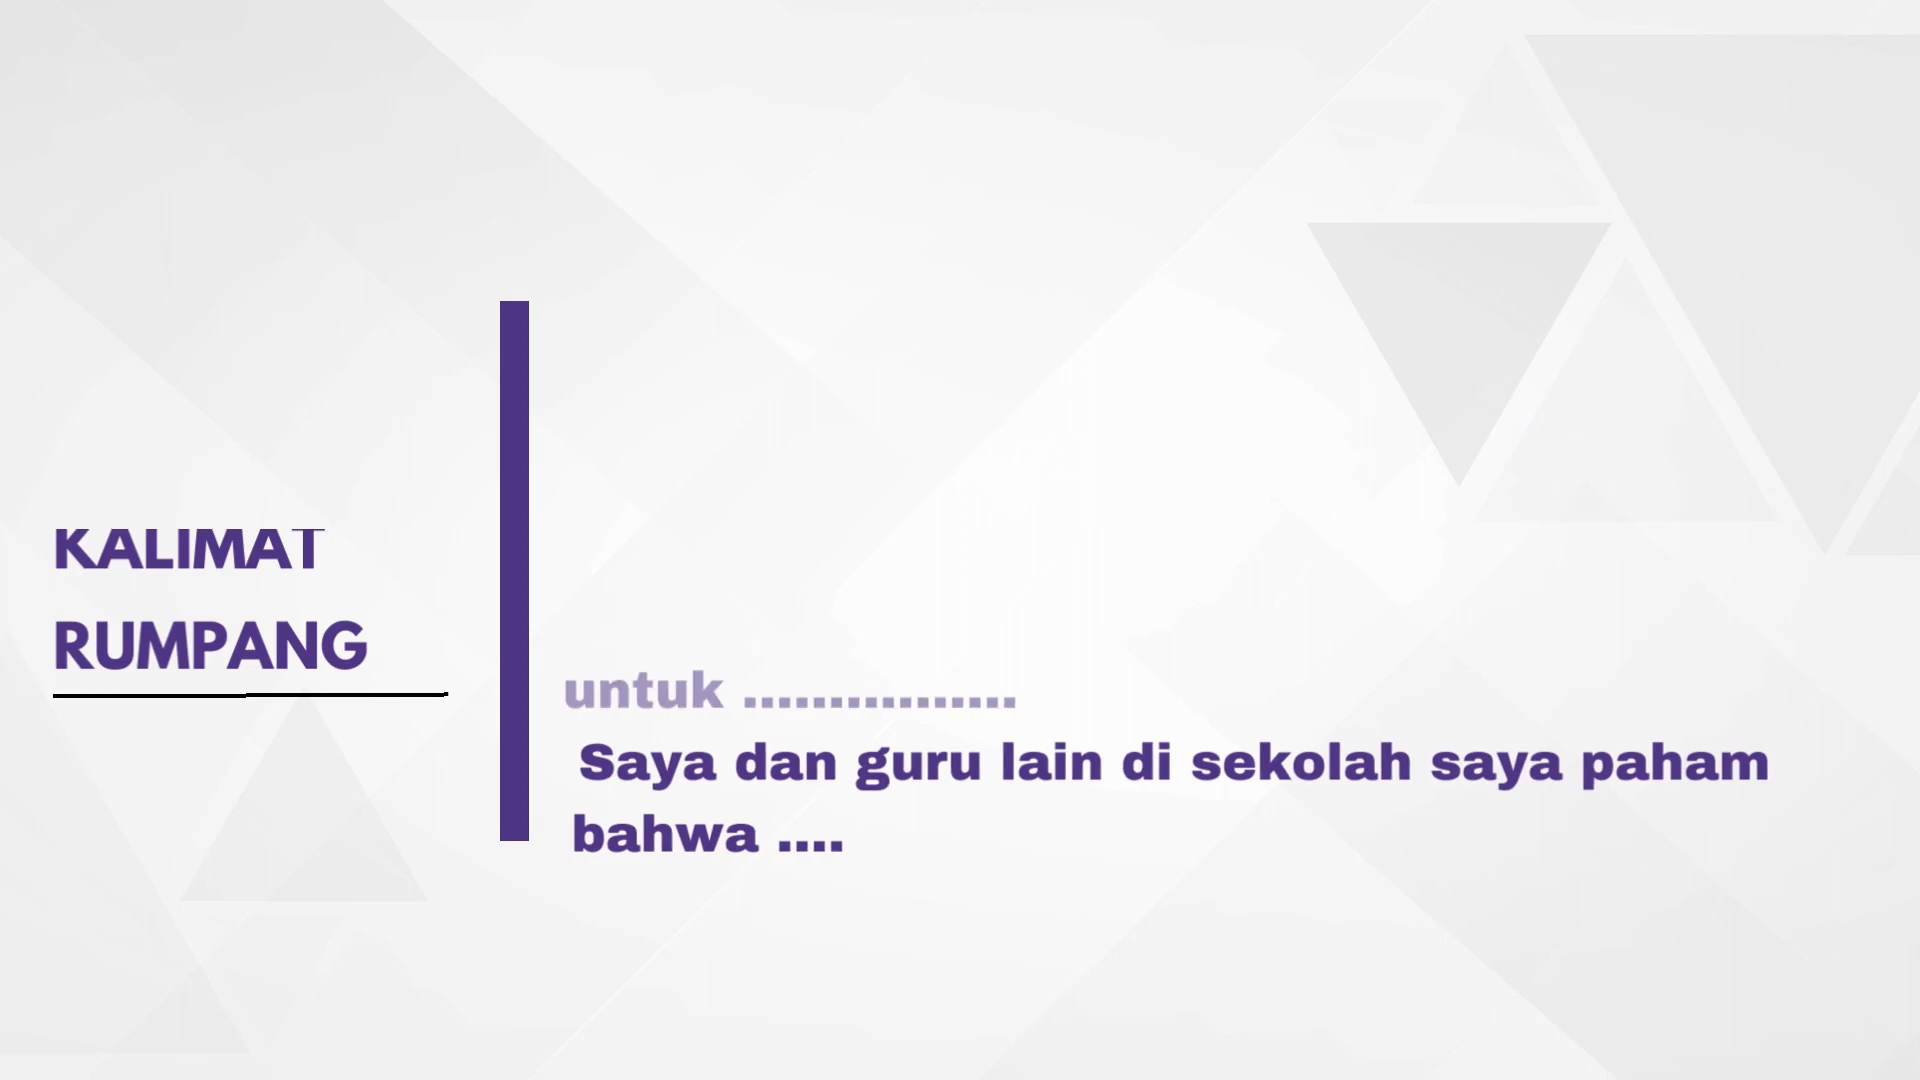 KALIMAT
RUMPANG
untuk ................
Saya dan guru lain di sekolah saya paham
bahwa ....